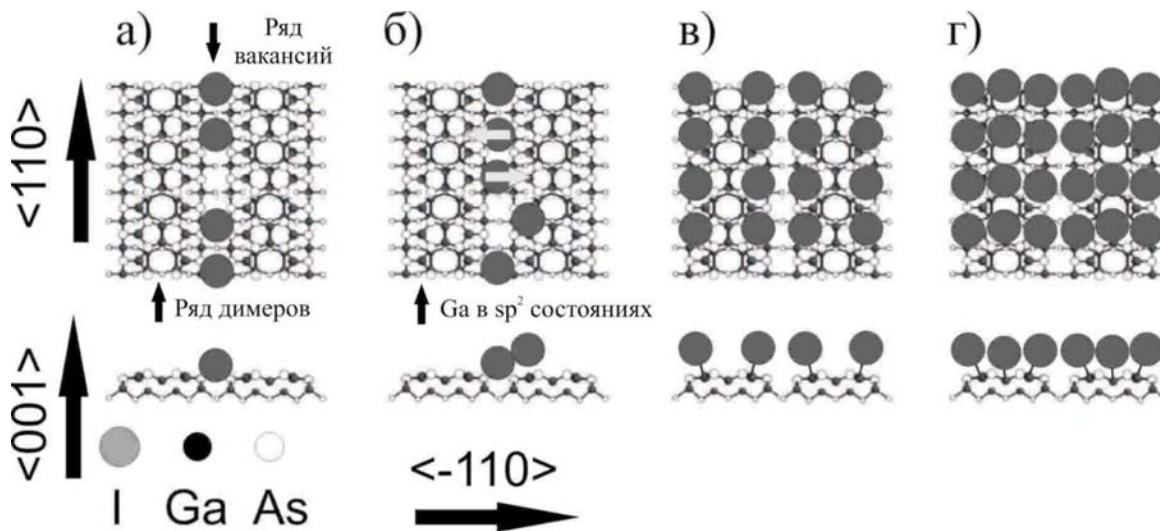 а)
Ряд
вакансий
б)
в)
г)
<110>
Ряд димеров
Ga в sp² состояниях
<001>
<-110>
I
Ga
As